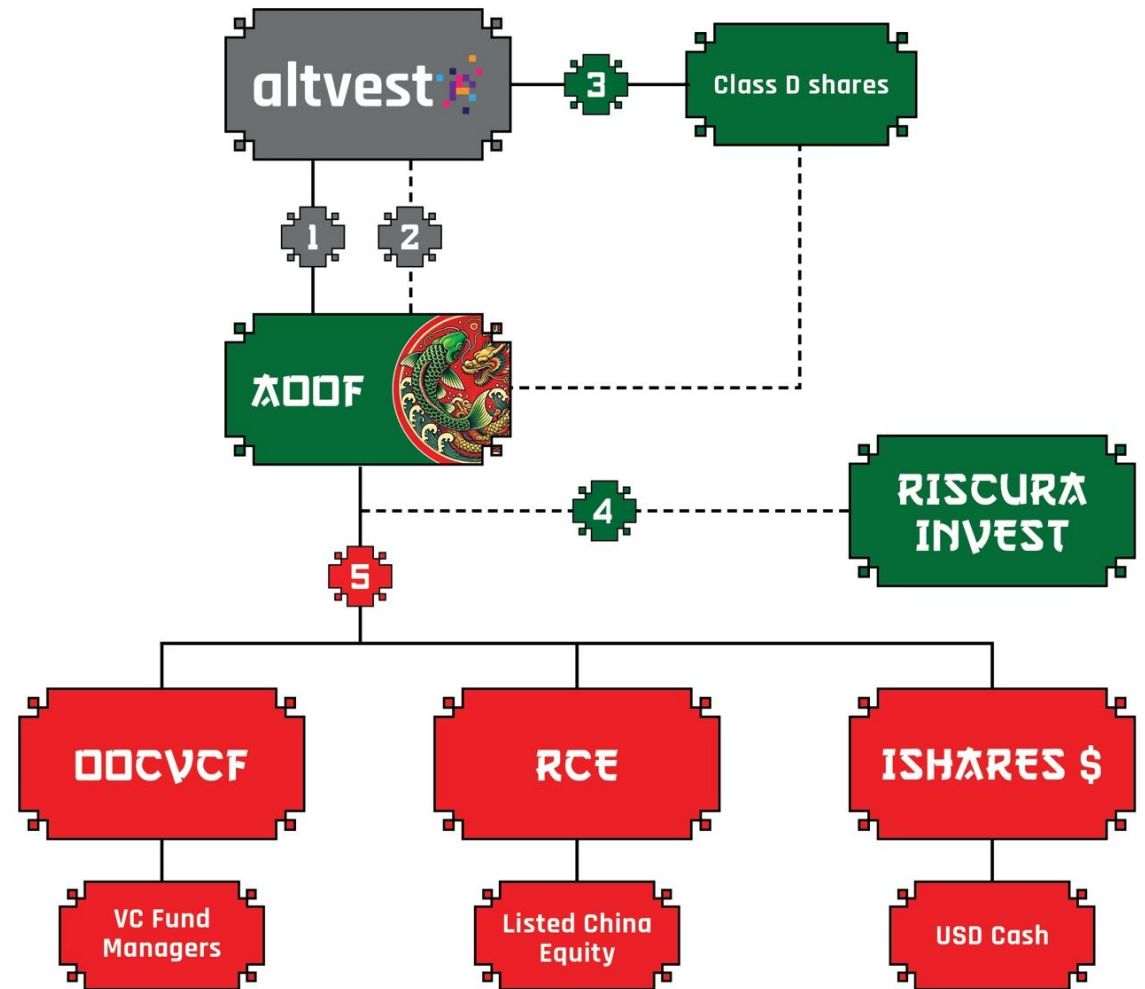 altvest
3
Class D shares
1
2
AOOF
4
RISCURA
INVEST
5
OOCVCF
RCE
ISHARES $
VC Fund
Managers
Listed China
Equity
USD Cash